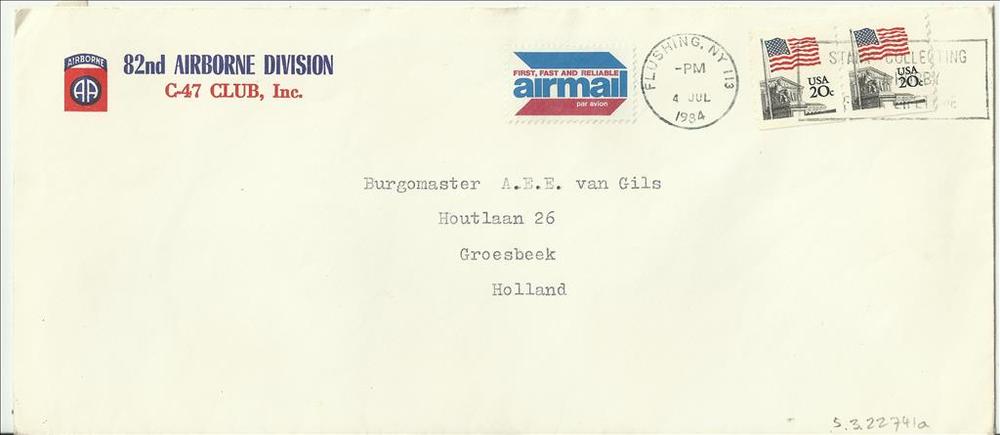 AIRBORNE
AA
82nd AIRBORNE DIVISION
C-47 CLUB, Inc.
FIRST, FAST AND RELIABLE
airmail
par avion
FLUSHING, NY 113
-PM
4 JUL
1984
USA
20c
USA
20c
COLLECTING
Burgomaster A.E.E. van Gils
Houtlaan 26
Groesbeek
Holland
5.3.22741a